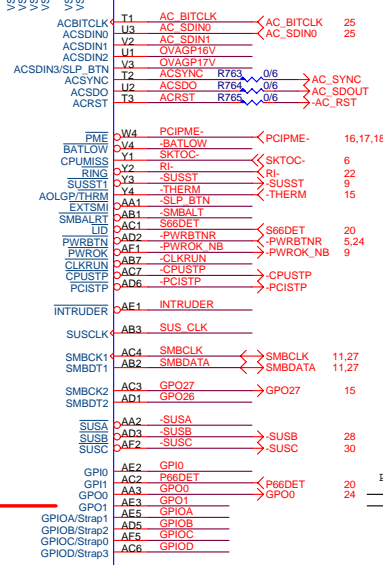 VS VS VS VS
ACBITCLK T1 AC_BITCLK AC_BITCLK 25
ACSDIN0 U3 AC_SDIN0 AC_SDIN0 25
ACSDIN1 V2 AC_SDIN1
ACSDIN2 U1 OVAGP16V
ACSDIN3/SLP_BTN V3 OVAGP17V
ACSYNC T2 ACSYNC R763 0/6 AC_SYNC
ACSDO U2 ACSDO R764 0/6 AC_SDOUT
ACRST T3 ACRST R765 0/6 -AC_RST
PME W4 PCIPME- PCIPME- 16,17,18
BATLOW V4 -BATLOW
CPUMISS Y1 SKTOC- SKTOC- 6
RING Y2 RI- RI- 22
SUSST1 Y3 -SUSST -SUSST 9
AOLGP/THRM Y4 -THERM -THERM 15
EXTSMI AA1 -SLP_BTN
SMBALRT AB1 -SMBALT
LID AC1 S66DET S66DET 20
PWRBTN AD2 -PWRBTNR -PWRBTNR 5,24
PWROK AF1 -PWROK_NB -PWROK_NB 9
CLKRUN AB7 -CLKRUN
CPUSTP AC7 -CPUSTP -CPUSTP
PCISTP AD6 -PCISTP -PCISTP
INTRUDER AE1 INTRUDER
SUSCLK AB3 SUS_CLK
SMBCK1 AC4 SMBCLK SMBCLK 11,27
SMBDT1 AB2 SMBDATA SMBDATA 11,27
SMBCK2 AC3 GPO27 GPO27 15
SMBDT2 AD1 GPO26
SUSA AA2 -SUSA
SUSB AD3 -SUSB -SUSB 28
SUSC AF2 -SUSC -SUSC 30
GPI0 AE2 GPI0
GPI1 AC2 P66DET P66DET 20
GPO0 AA3 GPO0 GPO0 24
GPO1 AE3 GPO1
GPIOA/Strap1 AE5 GPIOA
GPIOB/Strap2 AD5 GPIOB
GPIOC/Strap0 AF5 GPIOC
GPIOD/Strap3 AC6 GPIOD